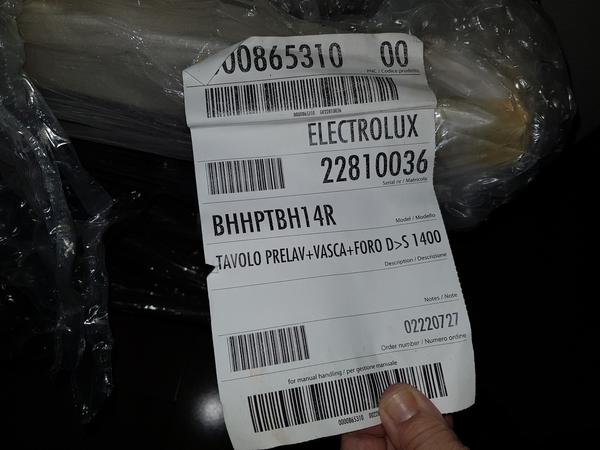 00865310 00
PNC / Codice prodotto
ELECTROLUX
22810036
Serial nr / Matricola
BHHPTBH14R
Model / Modello
TAVOLO PRELAV+VASCA+FORO D>S 1400
Description / Descrizione
Notes / Note
02220727
Order number / Numero ordine
for manual handling / per gestione manuale